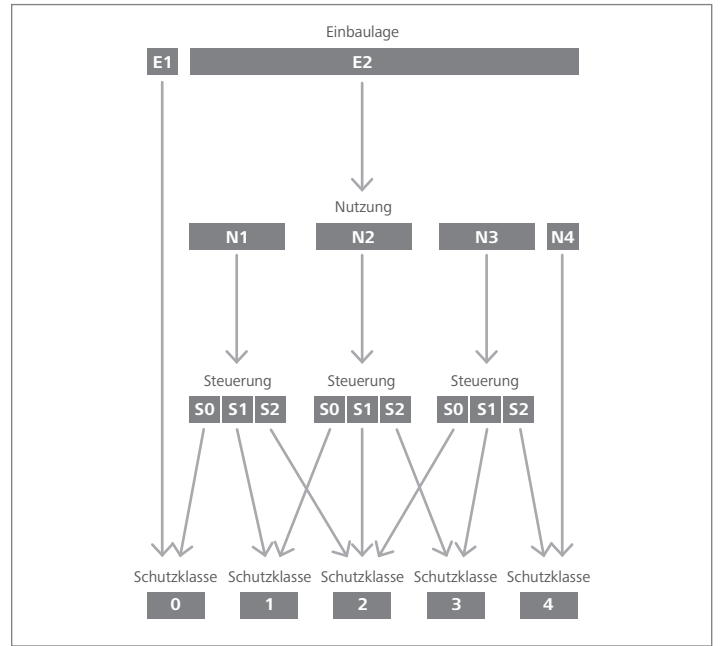 Einbaulage
E1 E2
Nutzung
N1 N2 N3 N4
Steuerung Steuerung Steuerung
S0 S1 S2 S0 S1 S2 S0 S1 S2
Schutzklasse Schutzklasse Schutzklasse Schutzklasse Schutzklasse
0 1 2 3 4